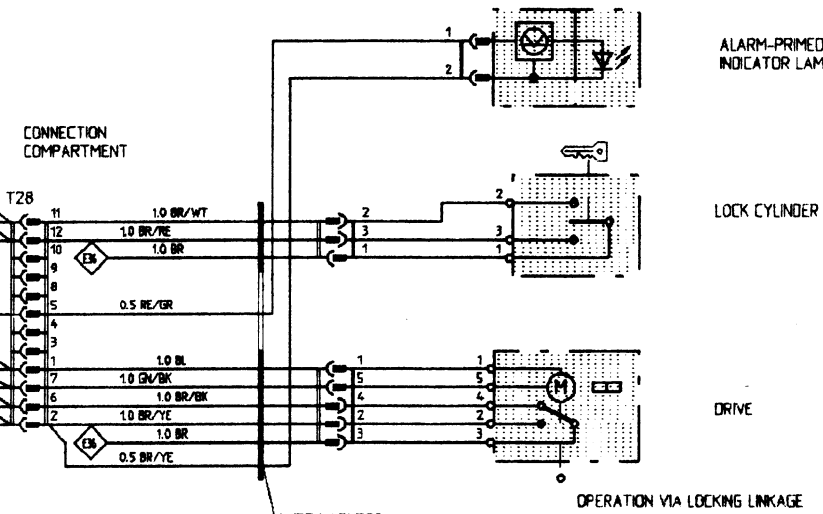 1
ALARM-PRIMED
INDICATOR LAM
2
CONNECTION
COMPARTMENT
T28
11 1.0 BR/WT 2 2
LOCK CYLINDER
12 1.0 BR/RE 3 3
10 E36 1.0 BR 1 1
9
8
5 0.5 RE/GR
4
3
1 1.0 BL 1 1
7 1.0 GN/BK 5 5
M
6 1.0 BR/BK 4 4
DRIVE
2 1.0 BR/YE 2 2
E36 1.0 BR 3 3
0.5 BR/YE
OPERATION VIA LOCKING LINKAGE